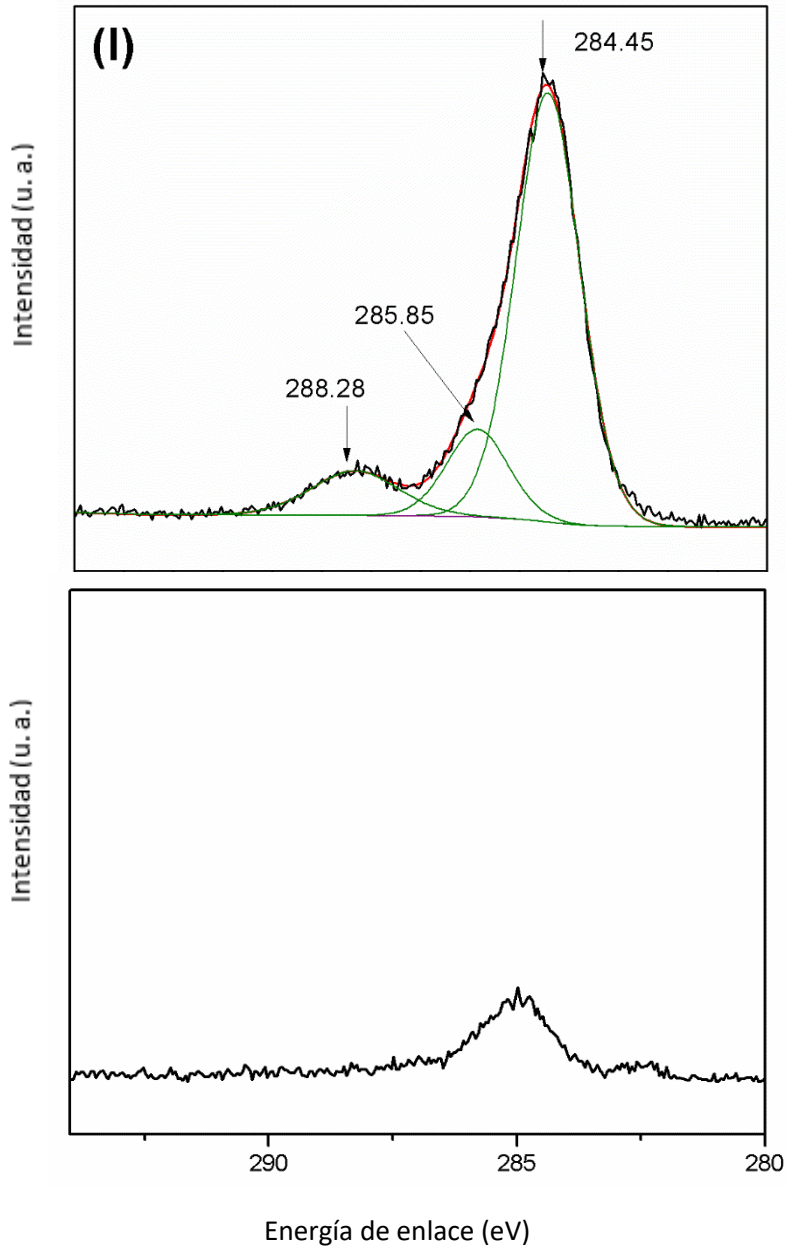 (I)
284.45
285.85
288.28
Intensidad (u. a.)
Intensidad (u. a.)
290 285 280
Energía de enlace (eV)